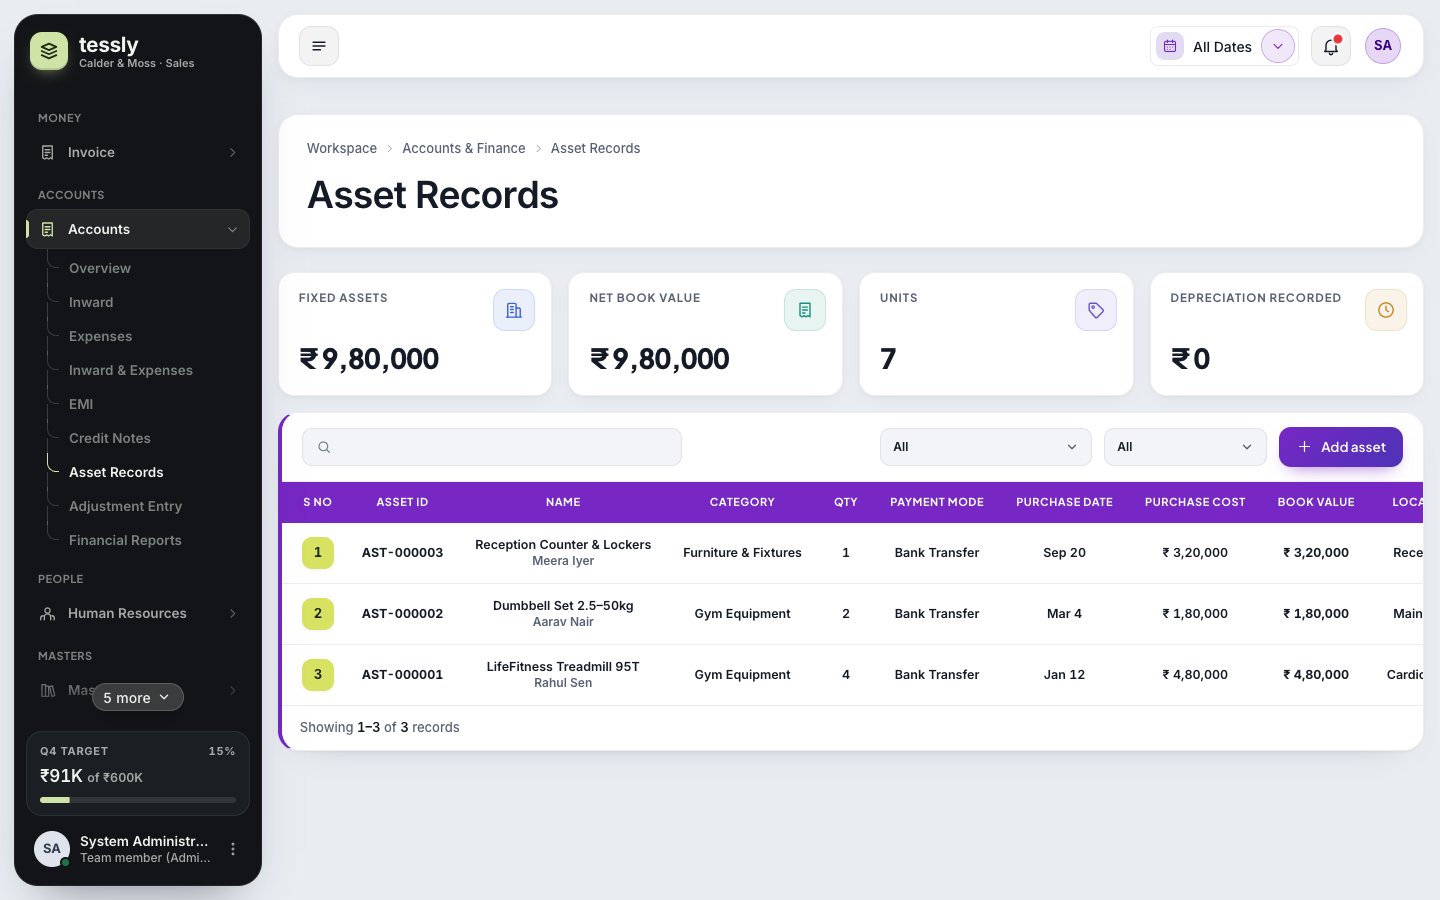 tessly
Calder & Moss · Sales
MONEY
Invoice
ACCOUNTS
Accounts
Overview
Inward
Expenses
Inward & Expenses
EMI
Credit Notes
Asset Records
Adjustment Entry
Financial Reports
PEOPLE
Human Resources
MASTERS
5 more
Q4 TARGET 15%
₹91K of ₹600K
SA
System Administr...
Team member (Admi...
All Dates
SA
Workspace > Accounts & Finance > Asset Records
Asset Records
FIXED ASSETS
₹9,80,000
NET BOOK VALUE
₹9,80,000
UNITS
7
DEPRECIATION RECORDED
₹0
All
All
+ Add asset
S NO ASSET ID NAME CATEGORY QTY PAYMENT MODE PURCHASE DATE PURCHASE COST BOOK VALUE LOCA
1 AST-000003 Reception Counter & Lockers Furniture & Fixtures 1 Bank Transfer Sep 20 ₹ 3,20,000 ₹ 3,20,000 Rece
Meera Iyer
2 AST-000002 Dumbbell Set 2.5–50kg Gym Equipment 2 Bank Transfer Mar 4 ₹ 1,80,000 ₹ 1,80,000 Main
Aarav Nair
3 AST-000001 LifeFitness Treadmill 95T Gym Equipment 4 Bank Transfer Jan 12 ₹ 4,80,000 ₹ 4,80,000 Cardio
Rahul Sen
Showing 1–3 of 3 records